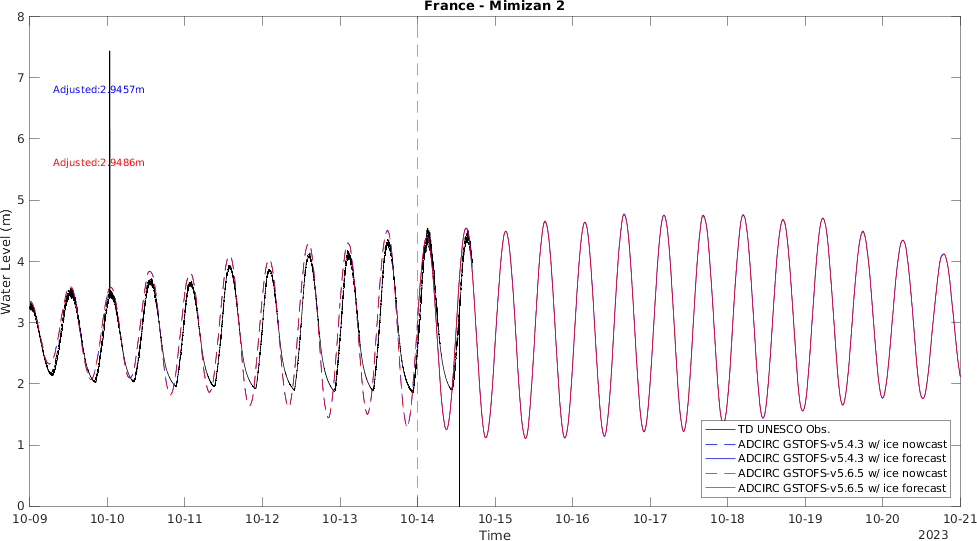 France - Mimizan 2
8
7
6
5
4
3
2
1
0
Water Level (m)
Adjusted:2.9457m
Adjusted:2.9486m
TD UNESCO Obs.
ADCIRC GSTOFS-v5.4.3 w/ ice nowcast
ADCIRC GSTOFS-v5.4.3 w/ ice forecast
ADCIRC GSTOFS-v5.6.5 w/ ice nowcast
ADCIRC GSTOFS-v5.6.5 w/ ice forecast
10-09 10-10 10-11 10-12 10-13 10-14 10-15 10-16 10-17 10-18 10-19 10-20 10-21
Time
2023